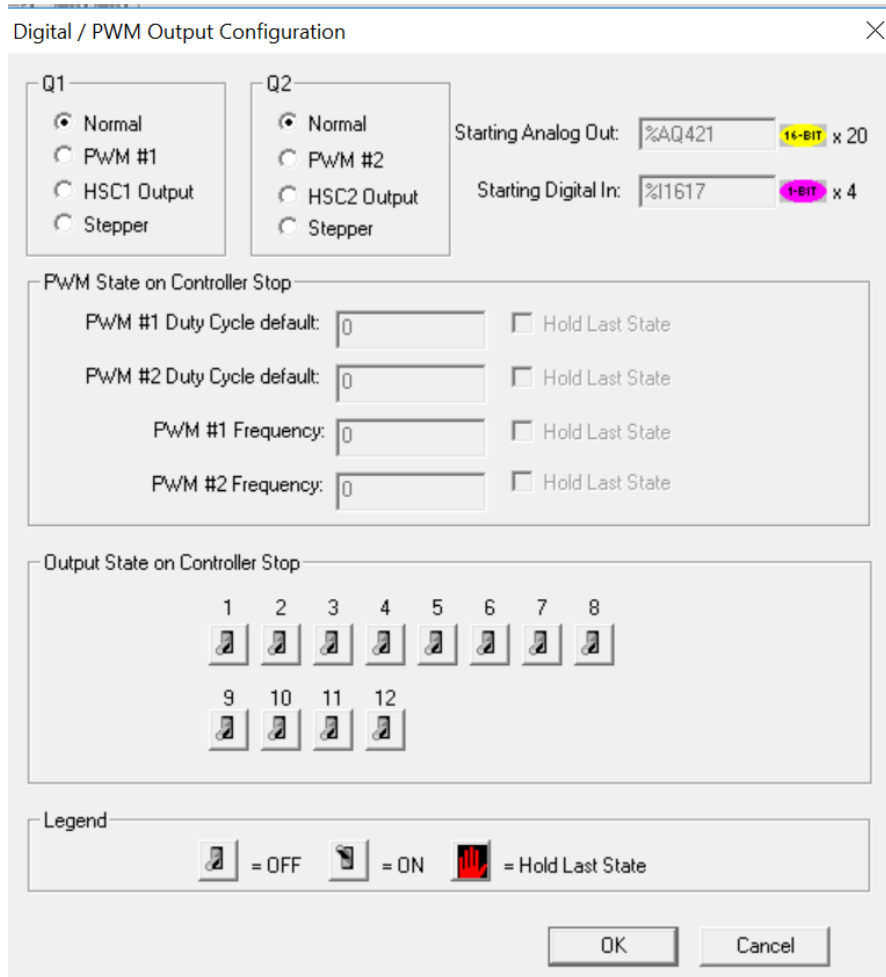 Digital / PWM Output Configuration
Q1
Normal
PWM #1
HSC1 Output
Stepper
Q2
Normal
PWM #2
HSC2 Output
Stepper
Starting Analog Out: %AQ421 16-BIT x 20
Starting Digital In: %I1617 1-BIT x 4
PWM State on Controller Stop
PWM #1 Duty Cycle default: 0 Hold Last State
PWM #2 Duty Cycle default: 0 Hold Last State
PWM #1 Frequency: 0 Hold Last State
PWM #2 Frequency: 0 Hold Last State
Output State on Controller Stop
1 2 3 4 5 6 7 8
9 10 11 12
Legend
= OFF = ON = Hold Last State
OK Cancel